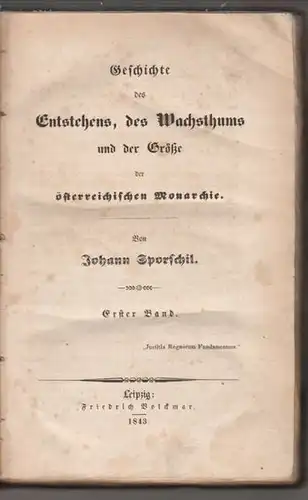 Geschichte
des
Entstehens, des Wachsthums
und der Größe
der
österreichischen Monarchie.
Von
Johann Sporschil.
Erster Band.
„Justitia Regnorum Fundamentum“
Leipzig:
Friedrich Volckmar.
1843